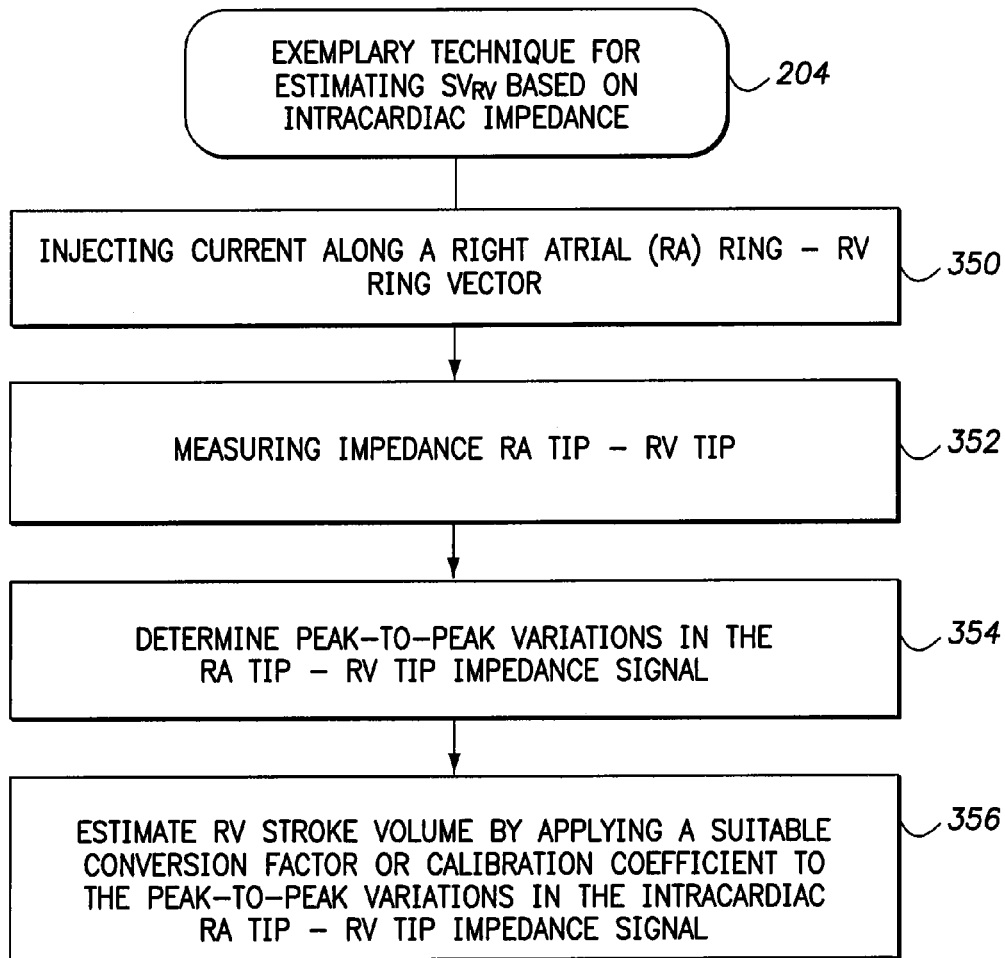 EXEMPLARY TECHNIQUE FOR
ESTIMATING SVRV BASED ON
INTRACARDIAC IMPEDANCE
204
INJECTING CURRENT ALONG A RIGHT ATRIAL (RA) RING – RV
RING VECTOR
350
MEASURING IMPEDANCE RA TIP – RV TIP
352
DETERMINE PEAK–TO–PEAK VARIATIONS IN THE
RA TIP – RV TIP IMPEDANCE SIGNAL
354
ESTIMATE RV STROKE VOLUME BY APPLYING A SUITABLE
CONVERSION FACTOR OR CALIBRATION COEFFICIENT TO
THE PEAK–TO–PEAK VARIATIONS IN THE INTRACARDIAC
RA TIP – RV TIP IMPEDANCE SIGNAL
356